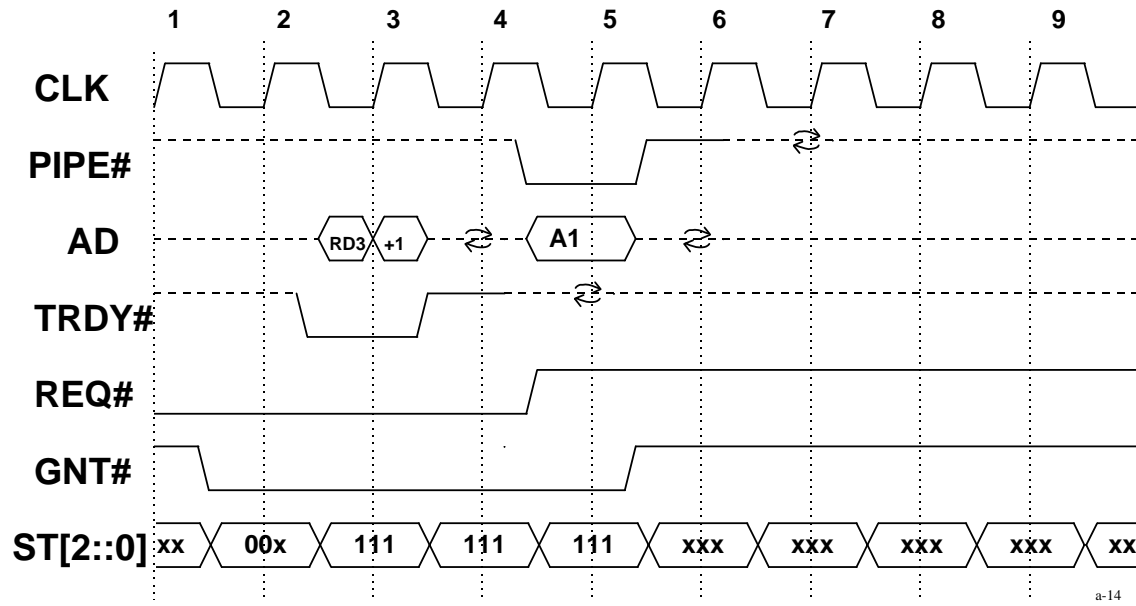 1 2 3 4 5 6 7 8 9
CLK
PIPE#
AD RD3 +1 A1
TRDY#
REQ#
GNT#
ST[2::0] xx 00x 111 111 111 xxx xxx xxx xxx xx
a-14